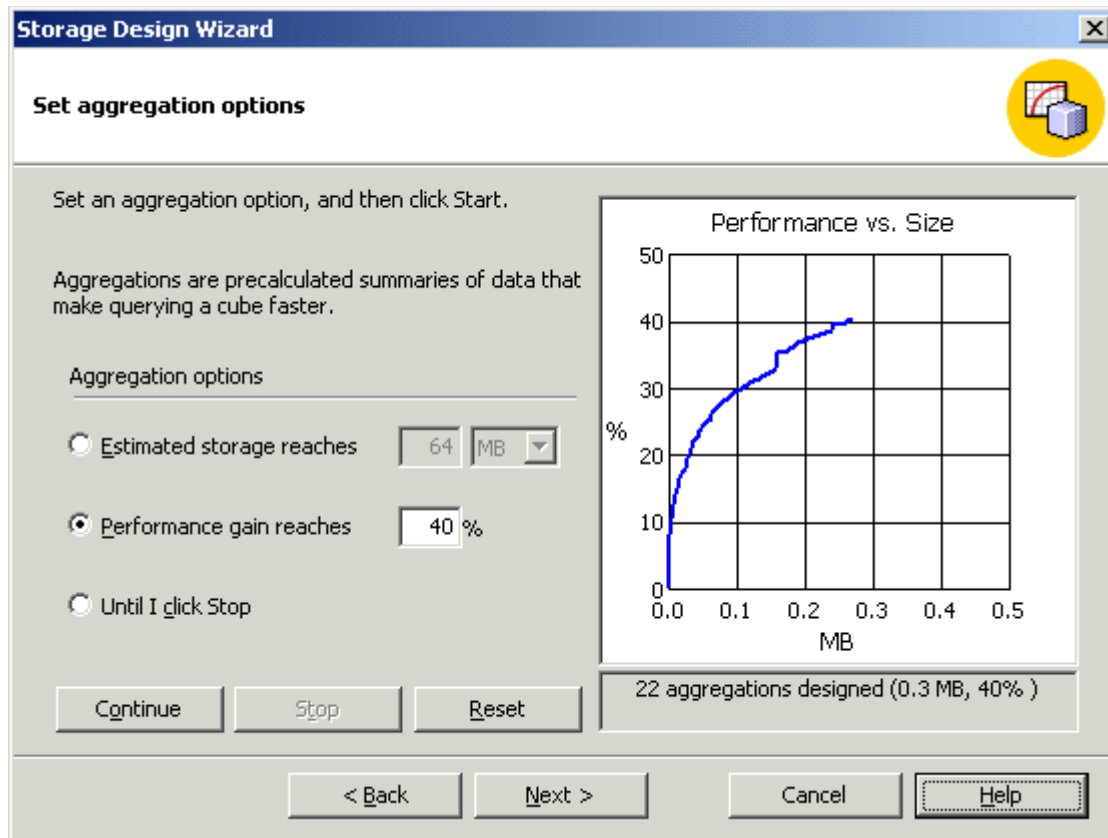 Storage Design Wizard
Set aggregation options
Set an aggregation option, and then click Start.
Aggregations are precalculated summaries of data that
make querying a cube faster.
Aggregation options
Estimated storage reaches 64 MB
Performance gain reaches 40 %
Until I click Stop
Continue Stop Reset
Performance vs. Size
50
40
30
%
20
10
0
0.0 0.1 0.2 0.3 0.4 0.5
MB
22 aggregations designed (0.3 MB, 40% )
< Back Next > Cancel Help